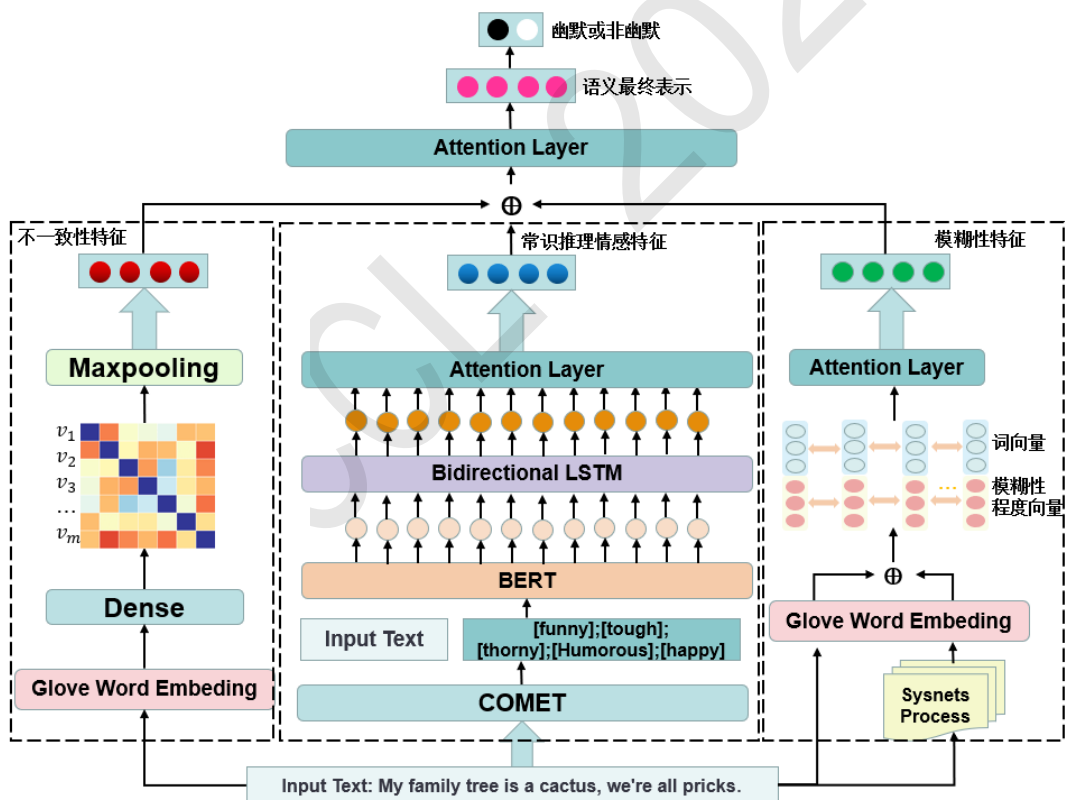 幽默或非幽默
语义最终表示
Attention Layer
⊕
不一致性特征
常识推理情感特征
模糊性特征
Maxpooling
Attention Layer
Attention Layer
v1
v2
v3
...
vm
词向量
...
模糊性
程度向量
Bidirectional LSTM
BERT
⊕
Dense
Glove Word Embeding
Input Text
[funny];[tough];
[thorny];[Humorous];[happy]
Glove Word Embeding
COMET
Sysnets
Process
Input Text: My family tree is a cactus, we're all pricks.
CCL 202